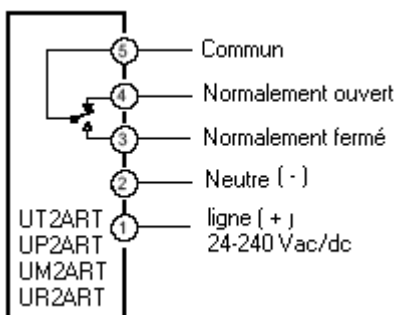 5 Commun
4 Normalement ouvert
3 Normalement fermé
2 Neutre ( - )
1 ligne ( + )
24-240 Vac/dc
UT2ART
UP2ART
UM2ART
UR2ART